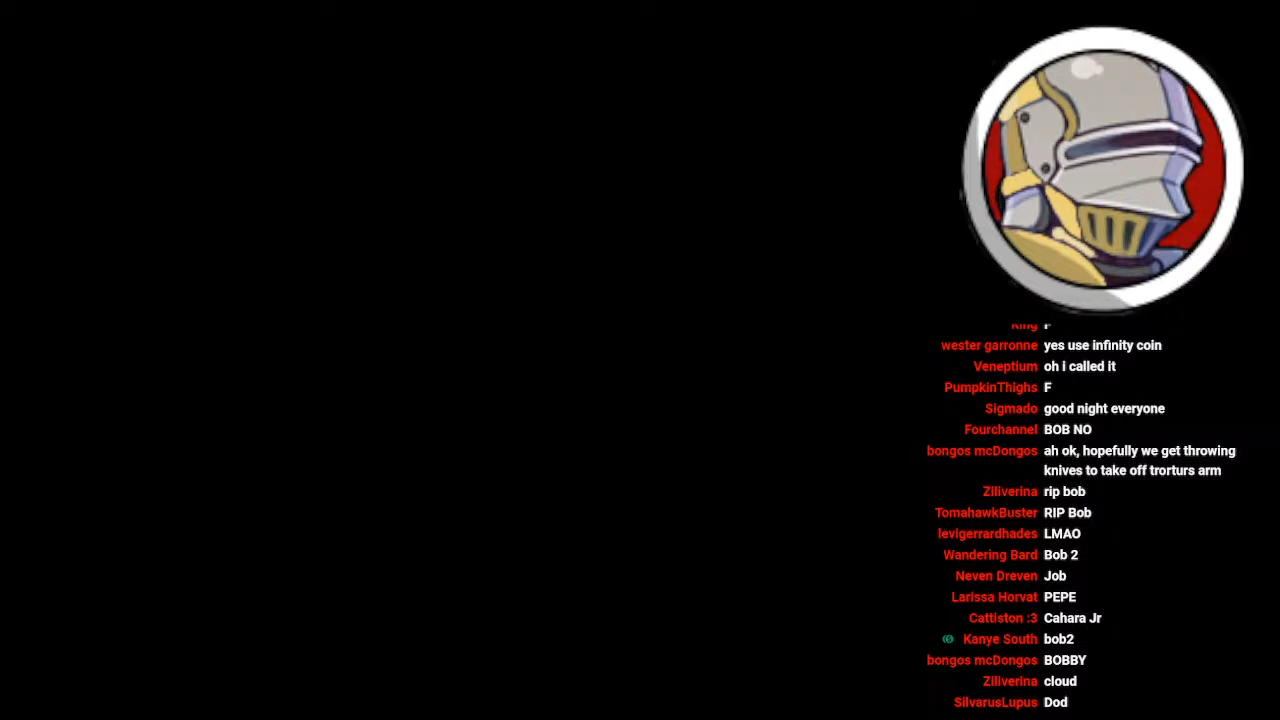 wester garronne yes use infinity coin
Veneptium oh i called it
PumpkinThighs F
Sigmado good night everyone
Fourchannel BOB NO
bongos mcDongos ah ok, hopefully we get throwing
knives to take off trorturs arm
Ziliverina rip bob
TomahawkBuster RIP Bob
levigerrardhades LMAO
Wandering Bard Bob 2
Neven Dreven Job
Larissa Horvat PEPE
Cattiston :3 Cahara Jr
Kanye South bob2
bongos mcDongos BOBBY
Ziliverina cloud
SilvarusLupus Dod